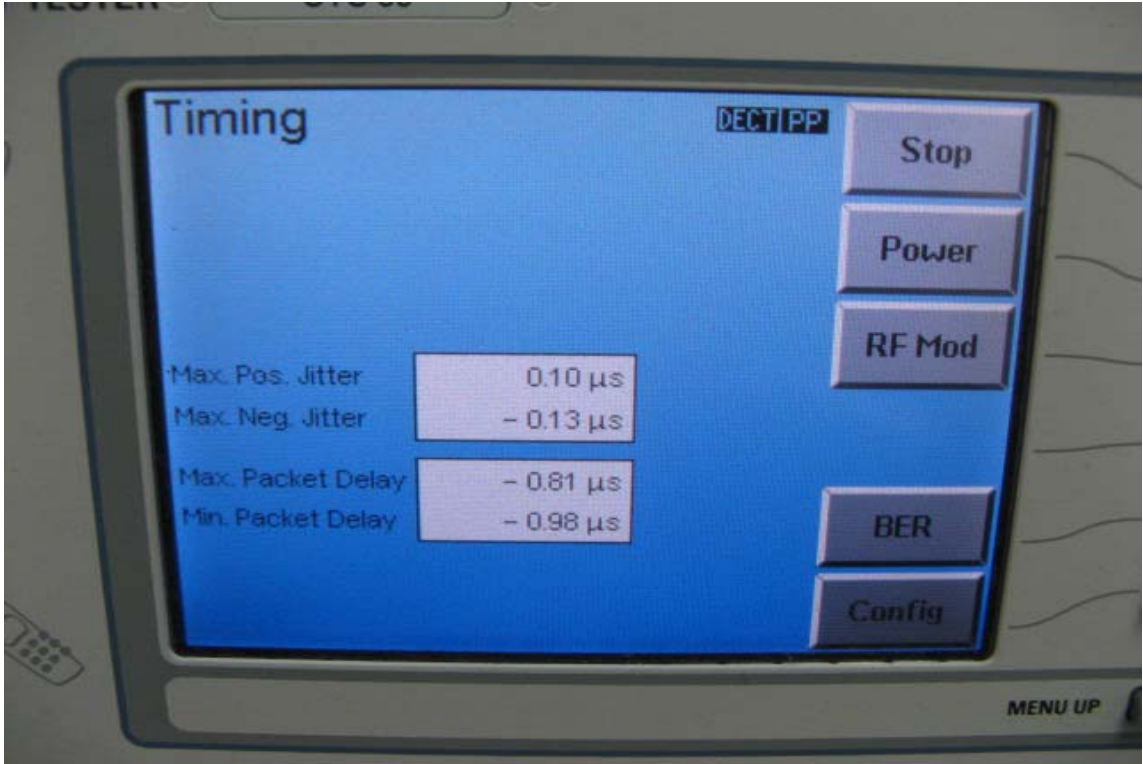 TESTER
Timing
DECT PP
Stop
Power
RF Mod
Max. Pos. Jitter 0.10 µs
Max. Neg. Jitter - 0.13 µs
Max. Packet Delay - 0.81 µs
Min. Packet Delay - 0.98 µs
BER
Config
MENU UP